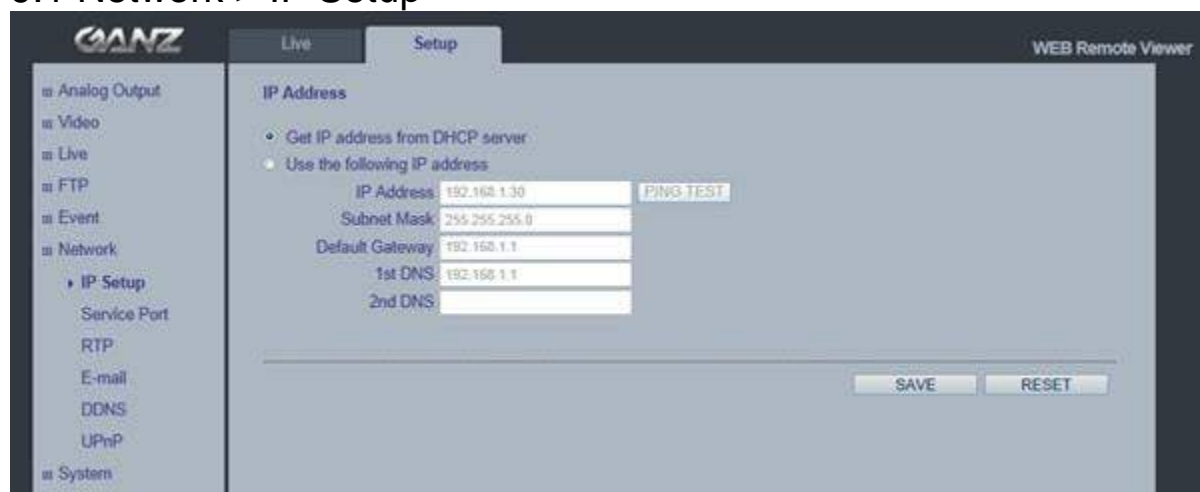 GANZ
Live
Setup
WEB Remote Viewer
Analog Output
Video
Live
FTP
Event
Network
IP Setup
Service Port
RTP
E-mail
DDNS
UPnP
System
IP Address
Get IP address from DHCP server
Use the following IP address
IP Address 192.168.1.30 PING TEST
Subnet Mask 255.255.255.0
Default Gateway 192.168.1.1
1st DNS 192.168.1.1
2nd DNS
SAVE RESET